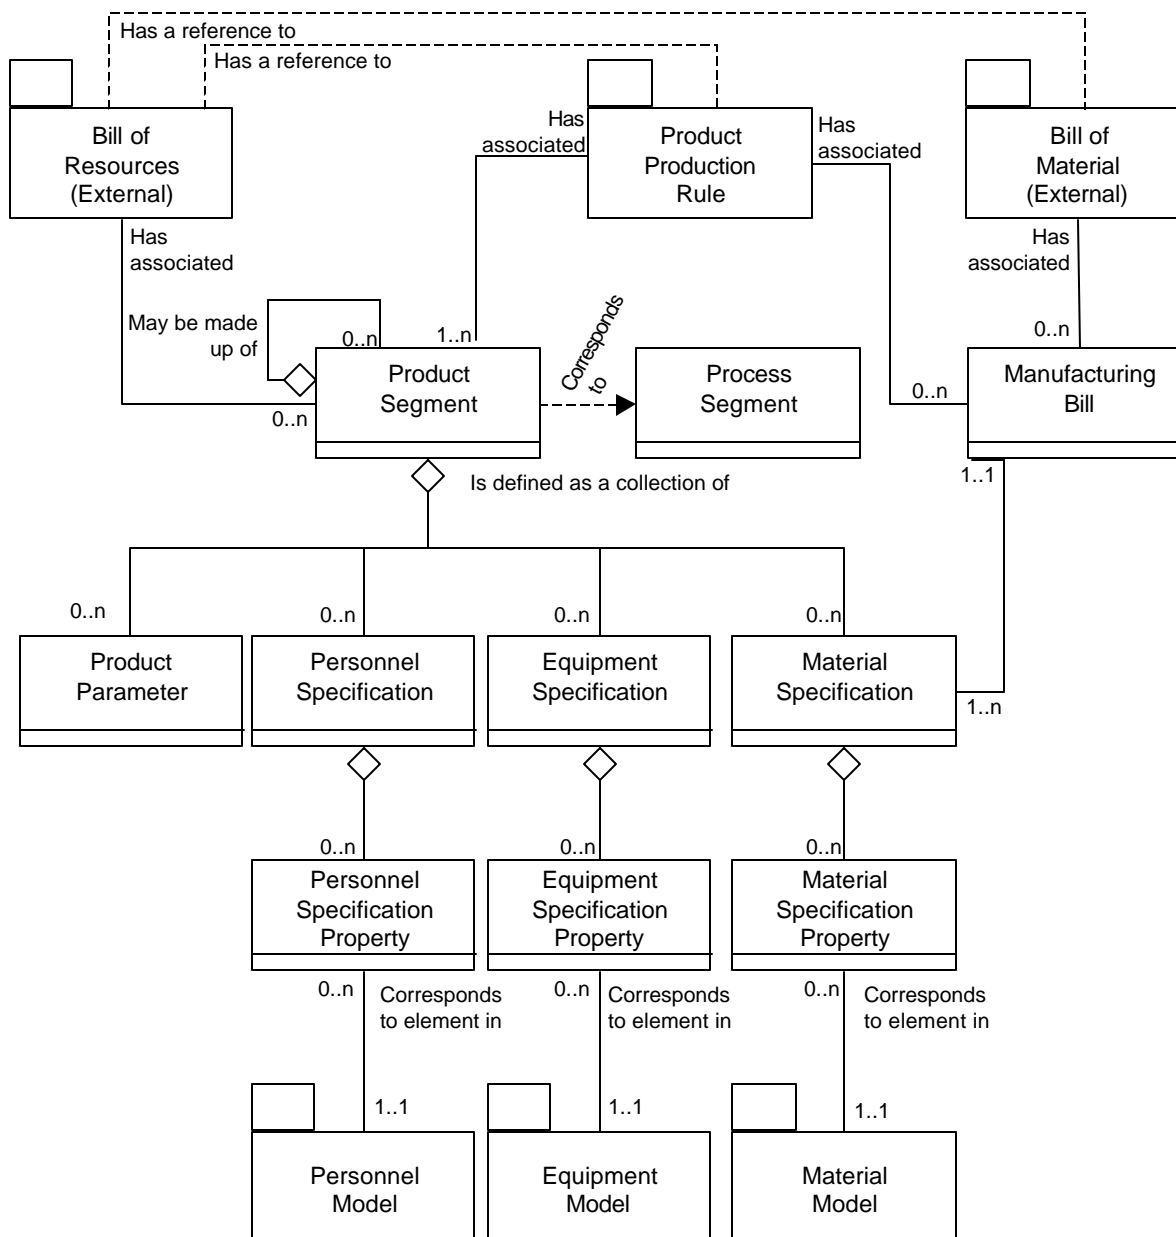 Has a reference to
Has a reference to
Bill of
Resources
(External)
Has
associated
Product
Production
Rule
Has
associated
Bill of
Material
(External)
Has
associated
Has
associated
May be made
up of
0..n
1..n
Corresponds
to
0..n
0..n
Product
Segment
Process
Segment
0..n
Manufacturing
Bill
Is defined as a collection of
1..1
0..n
0..n
0..n
0..n
Product
Parameter
Personnel
Specification
Equipment
Specification
Material
Specification
1..n
0..n
0..n
0..n
Personnel
Specification
Property
Equipment
Specification
Property
Material
Specification
Property
0..n
Corresponds
to element in
0..n
Corresponds
to element in
0..n
Corresponds
to element in
1..1
1..1
1..1
Personnel
Model
Equipment
Model
Material
Model